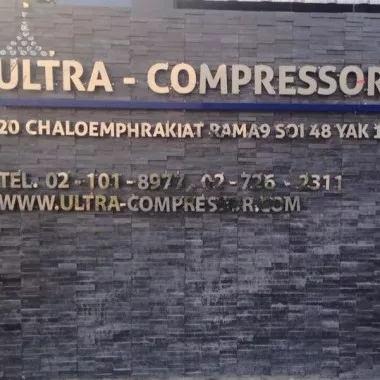 ULTRA - COMPRESSOR
20 CHALOEMPHRAKIAT RAMA9 SOI 48 YAK 1
TEL. 02 - 101 - 8977, 02 - 726 - 2311
WWW.ULTRA-COMPRESSOR.COM